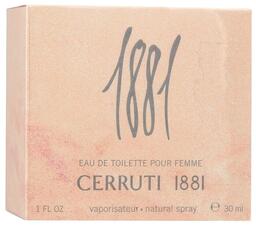 1881
EAU DE TOILETTE POUR FEMME
CERRUTI 1881
1 FL OZ vaporisateur • natural spray e 30 ml